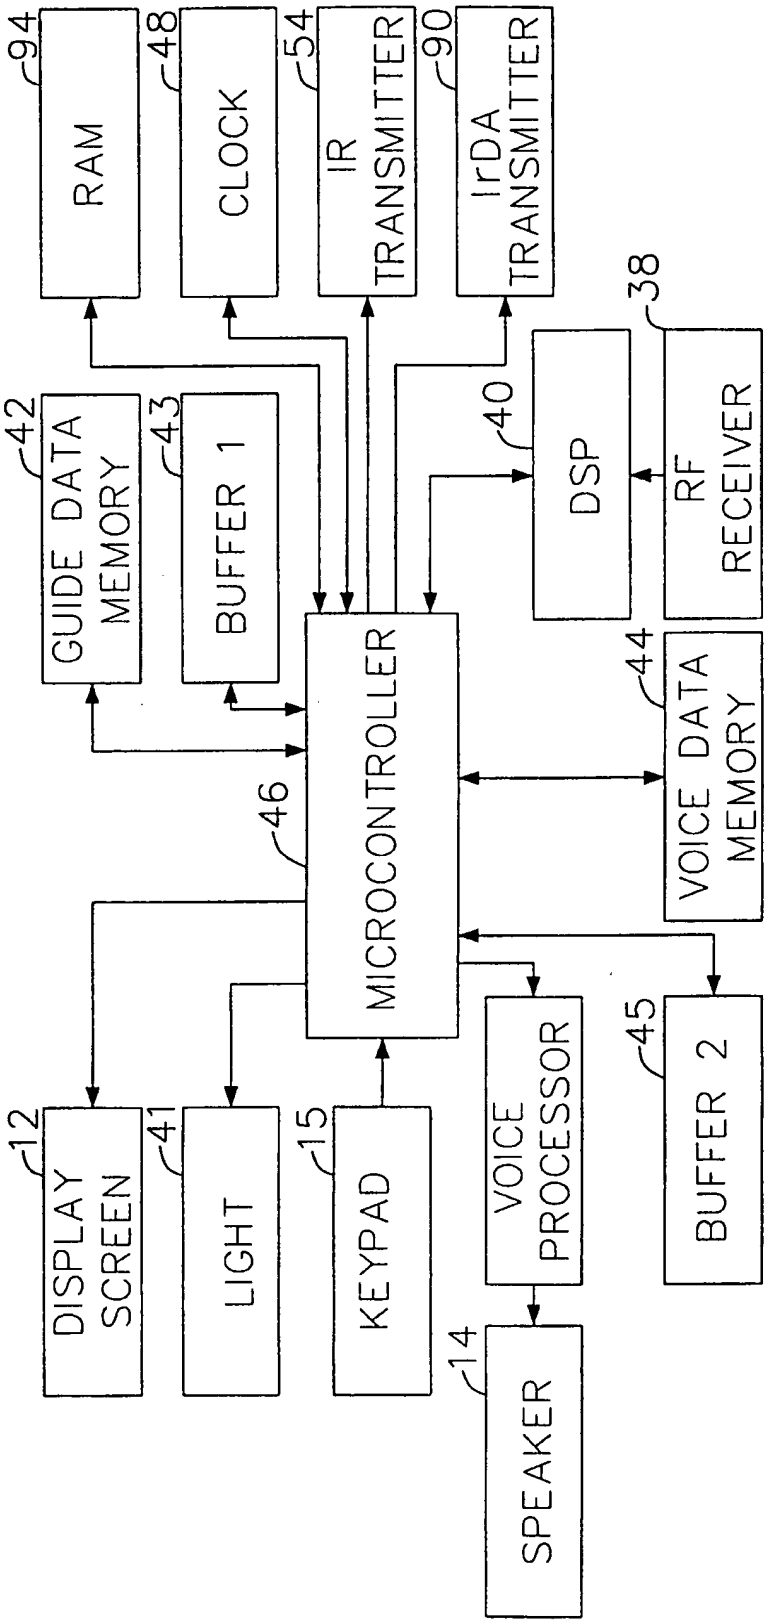 12
DISPLAY
SCREEN
42
GUIDE DATA
MEMORY
94
RAM
41
LIGHT
43
BUFFER 1
48
CLOCK
15
KEYPAD
46
MICROCONTROLLER
54
IR
TRANSMITTER
90
IrDA
TRANSMITTER
14
SPEAKER
VOICE
PROCESSOR
40
DSP
45
BUFFER 2
44
VOICE DATA
MEMORY
38
RF
RECEIVER